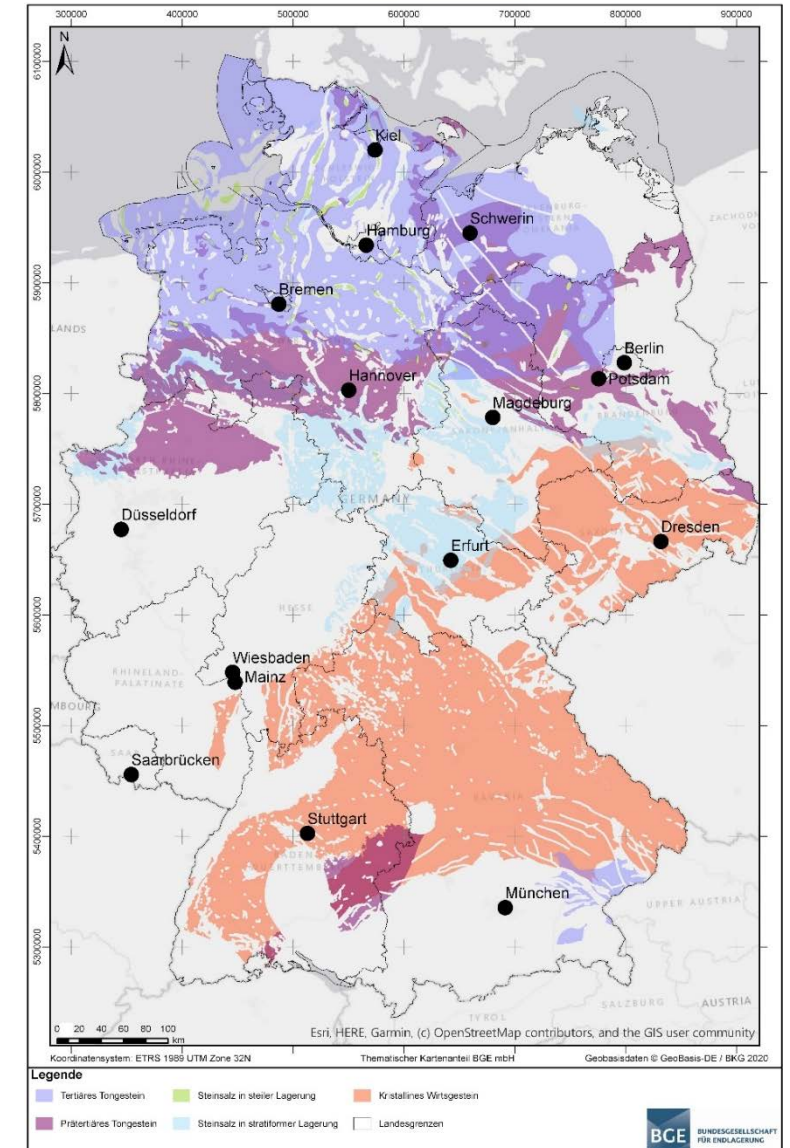 300000 400000 500000 600000 700000 800000 900000
N
6100000
Kiel
6000000
Schwerin
Hamburg
5900000
Bremen
LANDS
Berlin
Hannover
Potsdam
Magdeburg
GERMANY
5700000
Düsseldorf
Dresden
Erfurt
HESSE
Wiesbaden
Mainz
RHINELAND-
PALATINATE
MBOURG
5500000
Saarbrücken
BAVARIA
Stuttgart
5400000
München
UPPER AUSTRIA
5300000
SALZBURG AUSTRIA
TYROL
0 20 40 60 80 100
km
Esri, HERE, Garmin, (c) OpenStreetMap contributors, and the GIS user community
Koordinatensystem: ETRS 1989 UTM Zone 32N Thematischer Kartenanteil BGE mbH Geobasisdaten © GeoBasis-DE / BKG 2020
Legende
Tertiäres Tongestein Steinsalz in steiler Lagerung Kristallines Wirtsgestein
Prätertiäres Tongestein Steinsalz in stratiformer Lagerung Landesgrenzen
BGE BUNDESGESELLSCHAFT
FÜR ENDLAGERUNG